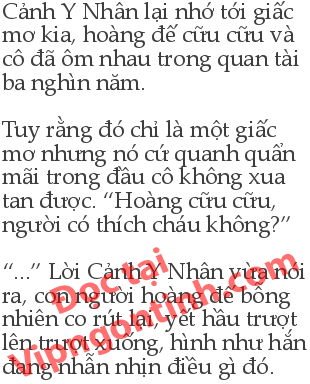 Cảnh Y Nhân lại nhớ tới giấc
mơ kia, hoàng đế cữu cữu và
cô đã ôm nhau trong quan tài
ba nghìn năm.
Tuy rằng đó chỉ là một giấc
mơ nhưng nó cứ quanh quẩn
mãi trong đầu cô không xua
tan được. “Hoàng cữu cữu,
người có thích cháu không?”
“...” Lời Cảnh Y Nhân vừa nói
ra, con người hoàng đế bỗng
nhiên co rút lại, yết hầu trượt
lên trượt xuống, hình như hắn
đang nhẫn nhịn điều gì đó.
Đọc tại
Vipngontinh.com